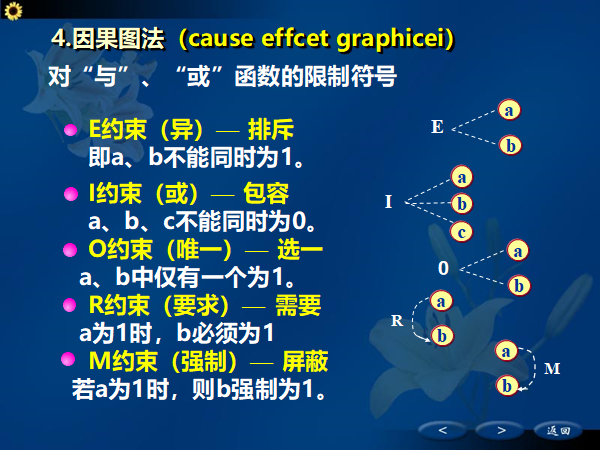 4.因果图法（cause effcet graphicei）
对“与”、“或”函数的限制符号
E约束（异）— 排斥
即a、b不能同时为1。
I约束（或）— 包容
a、b、c不能同时为0。
O约束（唯一）— 选一
a、b中仅有一个为1。
R约束（要求）— 需要
a为1时，b必须为1
M约束（强制）— 屏蔽
若a为1时，则b强制为1。
E
a
b
I
a
b
c
0
a
b
R
a
b
a
b
M
<
>
返回